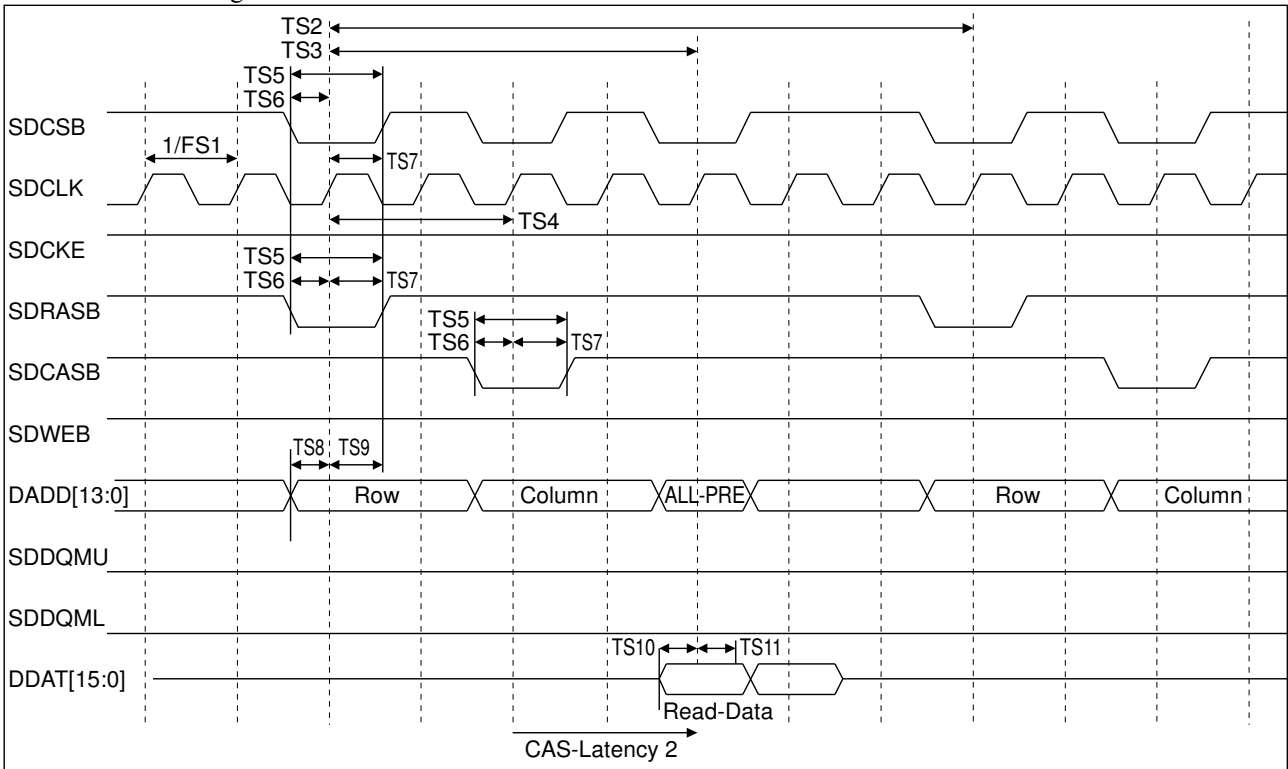 TS2
TS3
TS5
TS6
SDCSB
1/FS1
TS7
SDCLK
TS4
SDCKE
TS5
TS6
TS7
SDRASB
TS5
TS6
TS7
SDCASB
SDWEB
TS8 TS9
DADD[13:0] Row Column ALL-PRE Row Column
SDDQMU
SDDQML
TS10 TS11
DDAT[15:0]
Read-Data
CAS-Latency 2